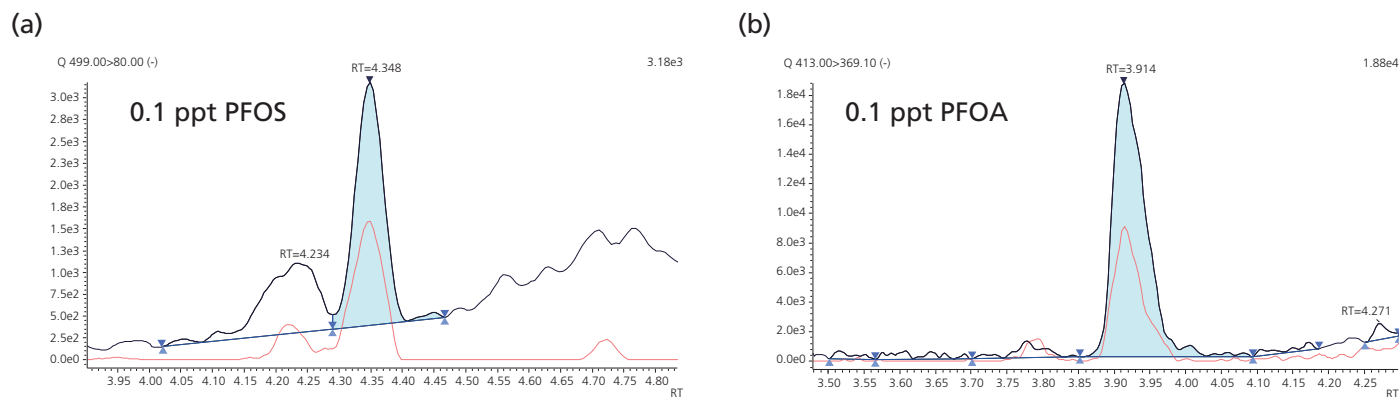 (a)
Q 499.00>80.00 (-) 3.18e3
RT=4.348
3.0e3
0.1 ppt PFOS
2.8e3
2.5e3
2.3e3
2.0e3
1.8e3
1.5e3
1.3e3
RT=4.234
1.0e3
7.5e2
5.0e2
2.5e2
0.0e0
3.95 4.00 4.05 4.10 4.15 4.20 4.25 4.30 4.35 4.40 4.45 4.50 4.55 4.60 4.65 4.70 4.75 4.80
RT
(b)
Q 413.00>369.10 (-) 1.88e4
RT=3.914
1.8e4
0.1 ppt PFOA
1.6e4
1.4e4
1.2e4
1.0e4
8.0e3
6.0e3
4.0e3
RT=4.271
2.0e3
0.0e0
3.50 3.55 3.60 3.65 3.70 3.75 3.80 3.85 3.90 3.95 4.00 4.05 4.10 4.15 4.20 4.25
RT